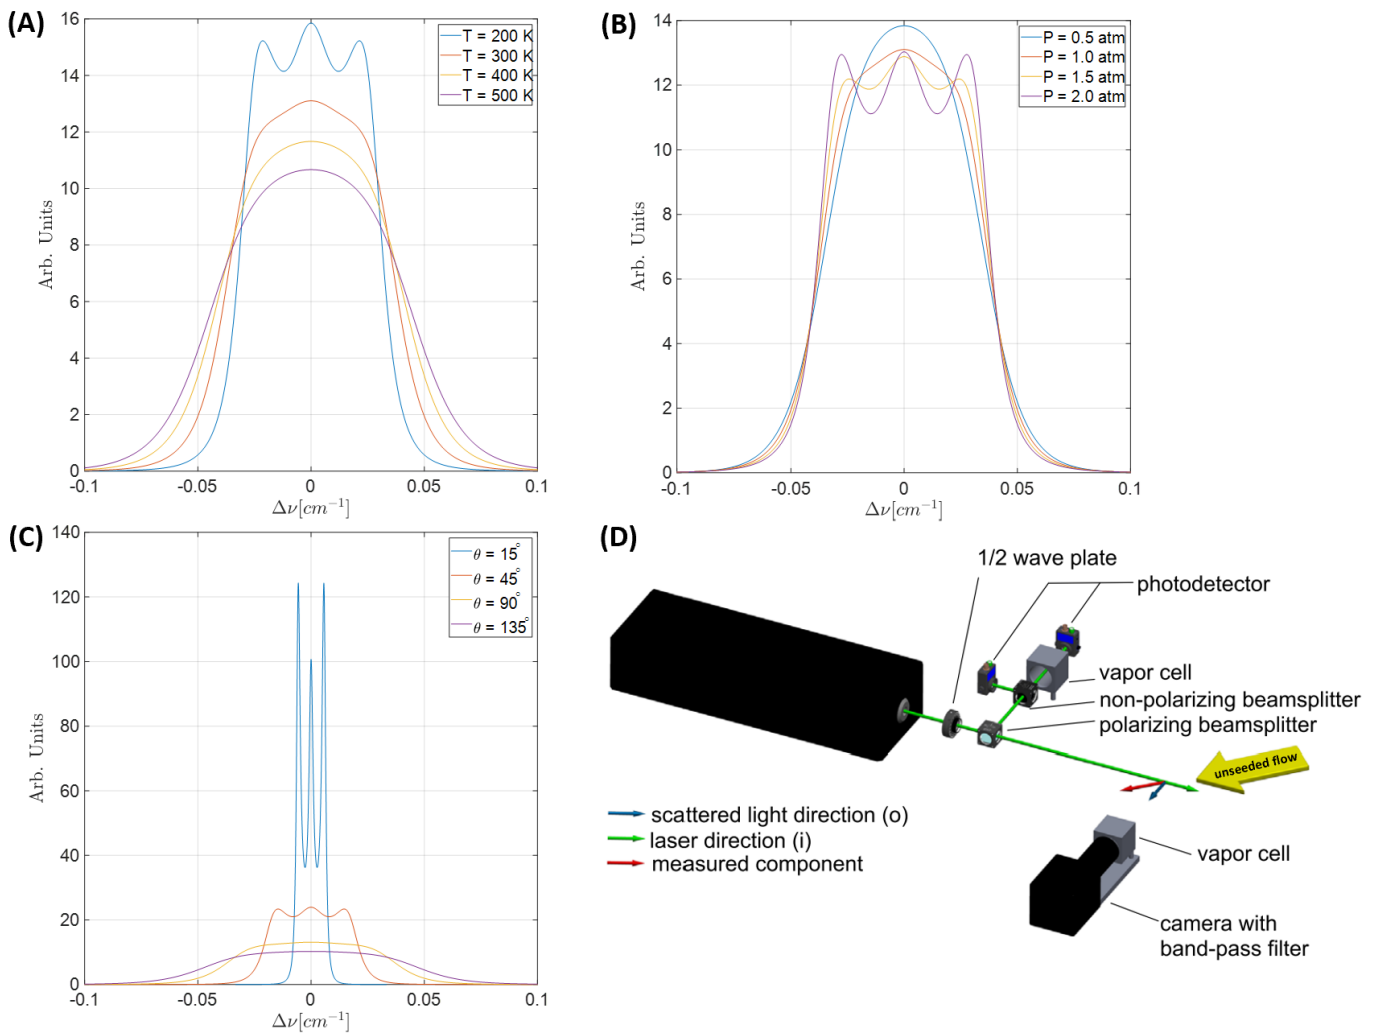 (A)
16
14
12
10
8
6
4
2
0
-0.1
-0.05
0
0.05
0.1
Arb. Units
Δν[cm⁻¹]
T = 200 K
T = 300 K
T = 400 K
T = 500 K
(B)
14
12
10
8
6
4
2
0
-0.1
-0.05
0
0.05
0.1
Arb. Units
Δν[cm⁻¹]
P = 0.5 atm
P = 1.0 atm
P = 1.5 atm
P = 2.0 atm
(C)
140
120
100
80
60
40
20
0
-0.1
-0.05
0
0.05
0.1
Arb. Units
Δν[cm⁻¹]
θ = 15°
θ = 45°
θ = 90°
θ = 135°
(D)
1/2 wave plate
photodetector
vapor cell
non-polarizing beamsplitter
polarizing beamsplitter
unseeded flow
scattered light direction (o)
laser direction (i)
measured component
vapor cell
camera with
band-pass filter